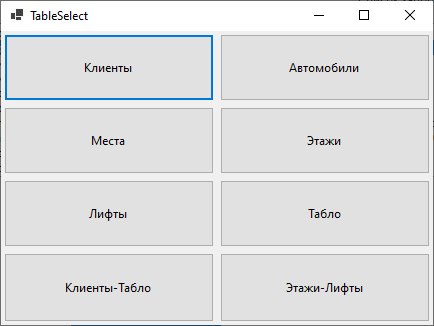 TableSelect
Клиенты
Автомобили
Места
Этажи
Лифты
Табло
Клиенты-Табло
Этажи-Лифты